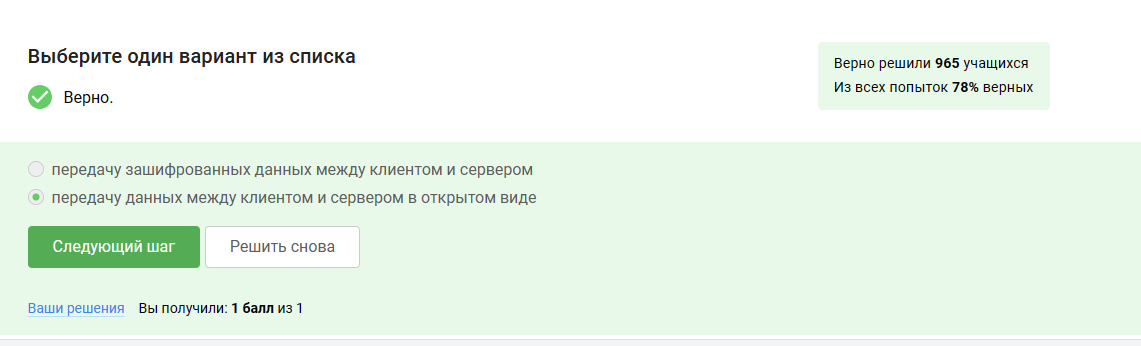 Выберите один вариант из списка
Верно.
Верно решили 965 учащихся
Из всех попыток 78% верных
передачу зашифрованных данных между клиентом и сервером
передачу данных между клиентом и сервером в открытом виде
Следующий шаг
Решить снова
Ваши решения Вы получили: 1 балл из 1